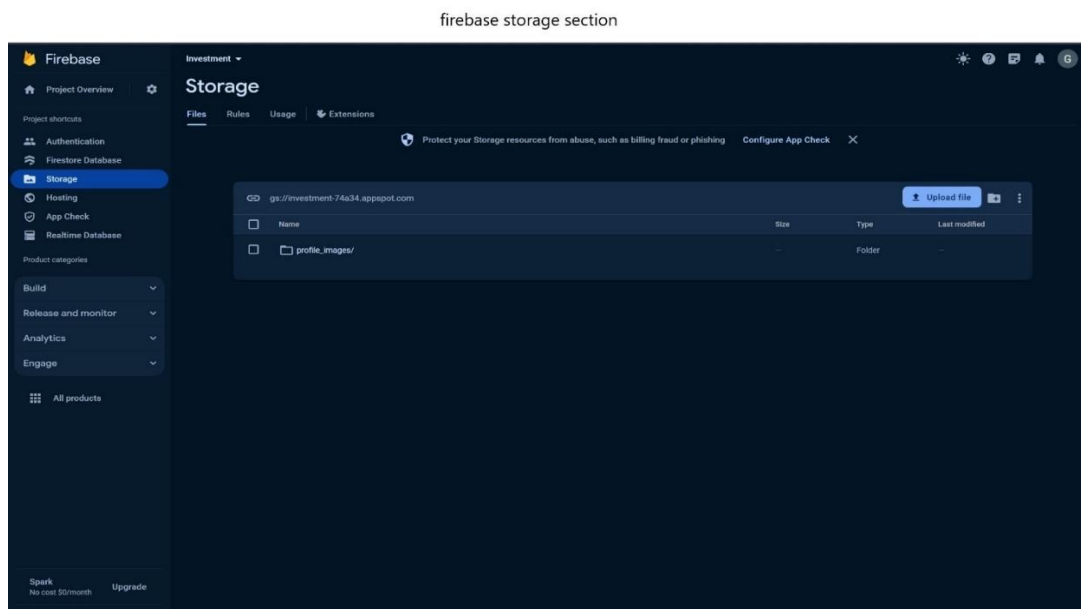 firebase storage section
Firebase
Project Overview
Project shortcuts
Authentication
Firestore Database
Storage
Hosting
App Check
Realtime Database
Product categories
Build
Release and monitor
Analytics
Engage
All products
Spark
No cost $0/month
Upgrade
Investment
G
Storage
Files Rules Usage Extensions
Protect your Storage resources from abuse, such as billing fraud or phishing Configure App Check
gs://investment-74a34.appspot.com Upload file
Name Size Type Last modified
profile_images/ — Folder —